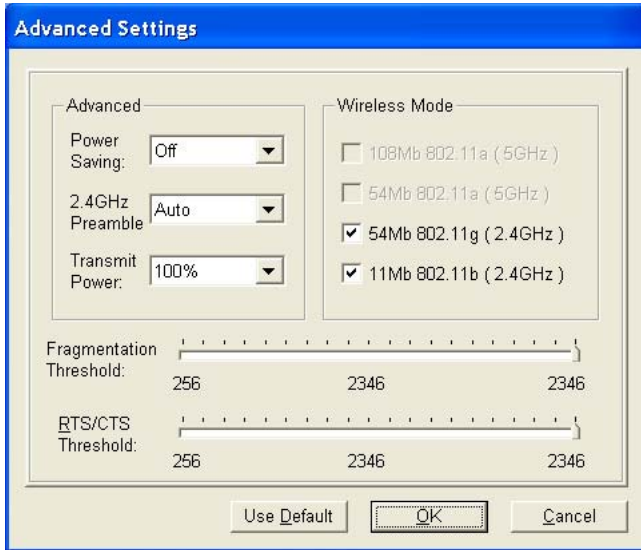 Advanced Settings
Advanced
Power
Saving:
Off
2.4GHz
Preamble
Auto
Transmit
Power:
100%
Wireless Mode
108Mb 802.11a ( 5GHz )
54Mb 802.11a ( 5GHz )
54Mb 802.11g ( 2.4GHz )
11Mb 802.11b ( 2.4GHz )
Fragmentation
Threshold:
256 2346 2346
RTS/CTS
Threshold:
256 2346 2346
Use Default OK Cancel